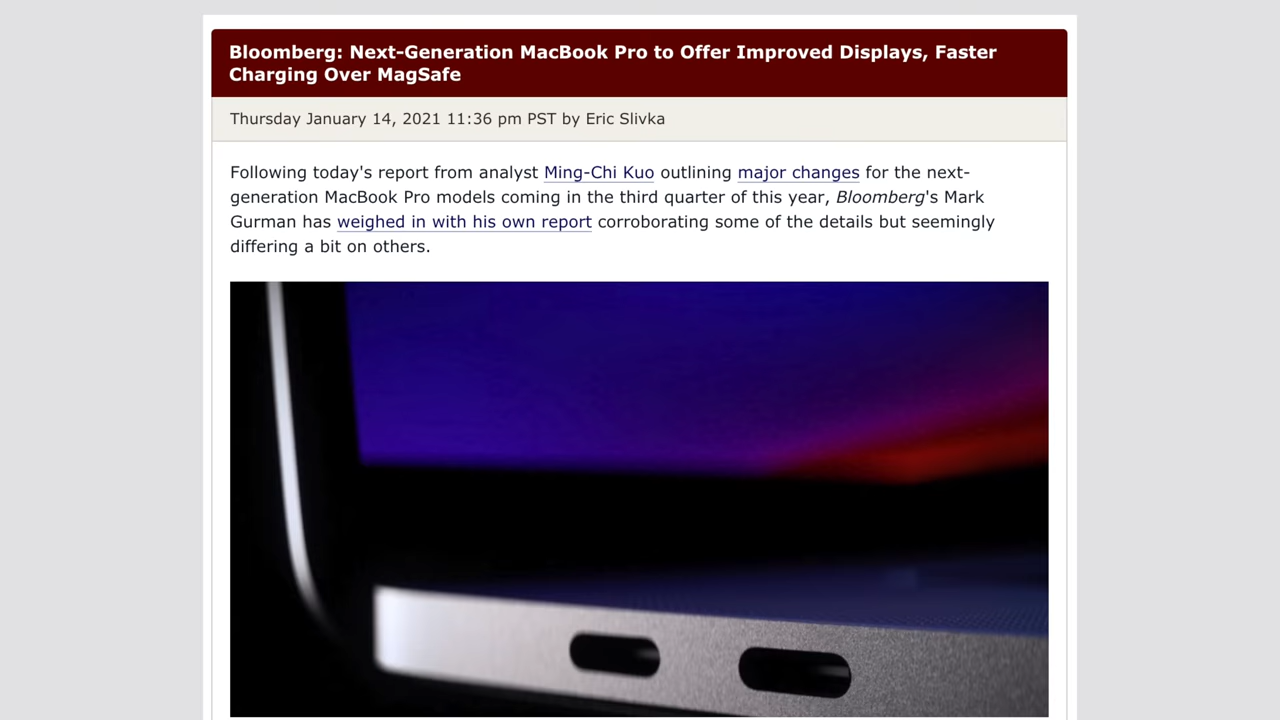 Bloomberg: Next-Generation MacBook Pro to Offer Improved Displays, Faster
Charging Over MagSafe
Thursday January 14, 2021 11:36 pm PST by Eric Slivka
Following today's report from analyst Ming-Chi Kuo outlining major changes for the next-
generation MacBook Pro models coming in the third quarter of this year, Bloomberg's Mark
Gurman has weighed in with his own report corroborating some of the details but seemingly
differing a bit on others.